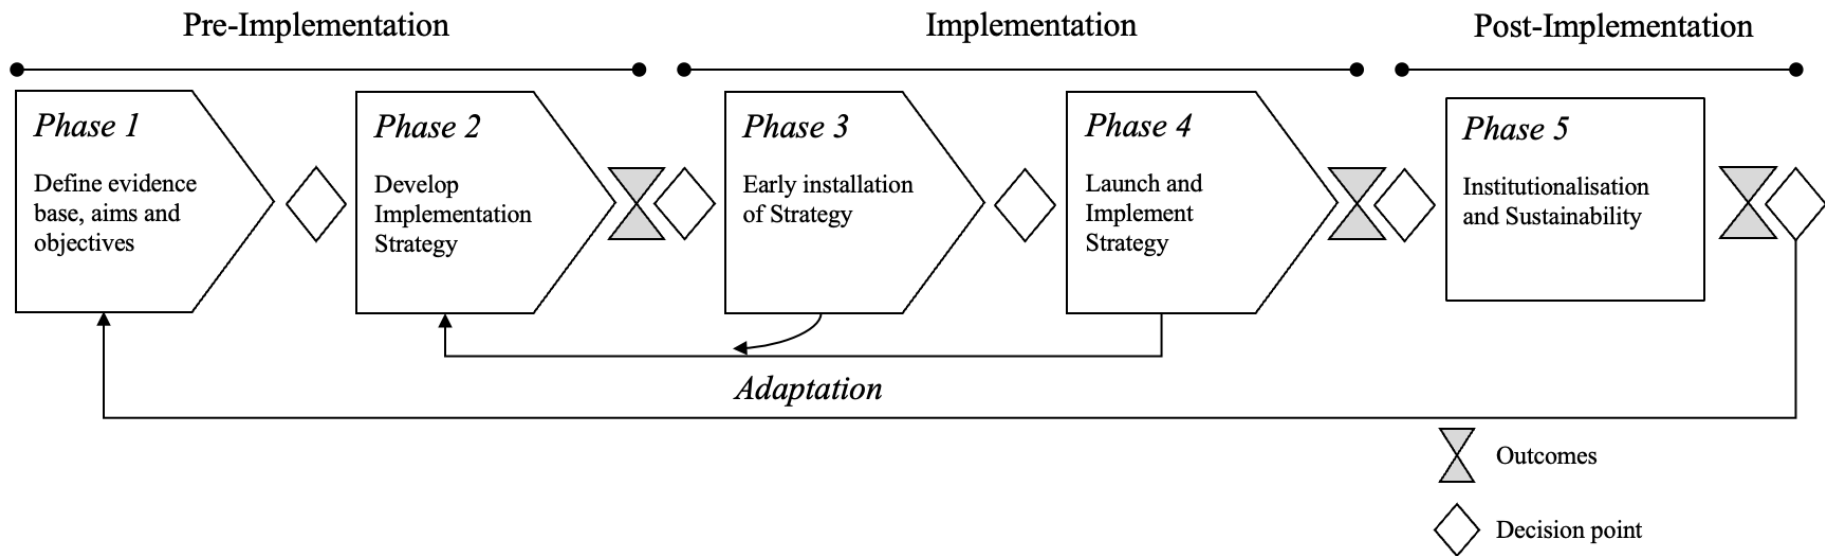 Pre-Implementation
Implementation
Post-Implementation
Phase 1
Define evidence
base, aims and
objectives
Phase 2
Develop
Implementation
Strategy
Phase 3
Early installation
of Strategy
Phase 4
Launch and
Implement
Strategy
Phase 5
Institutionalisation
and Sustainability
Adaptation
Outcomes
Decision point